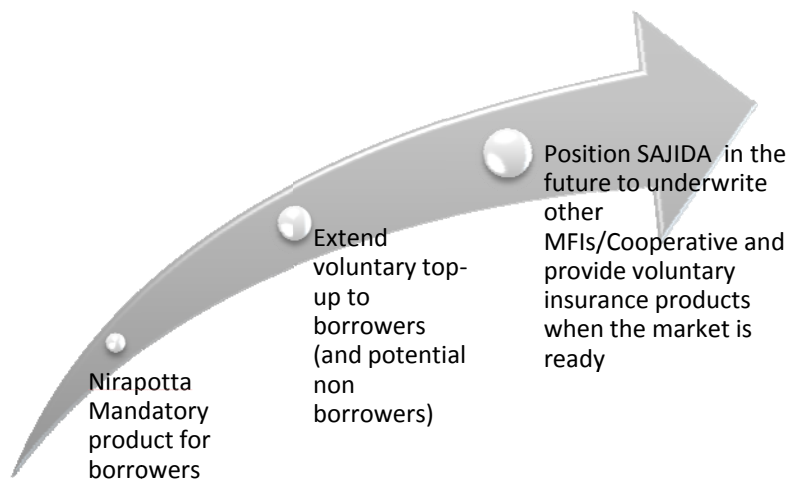 Nirapotta
Mandatory
product for
borrowers
Extend
voluntary top-
up to
borrowers
(and potential
non
borrowers)
Position SAJIDA in the
future to underwrite
other
MFIs/Cooperative and
provide voluntary
insurance products
when the market is
ready